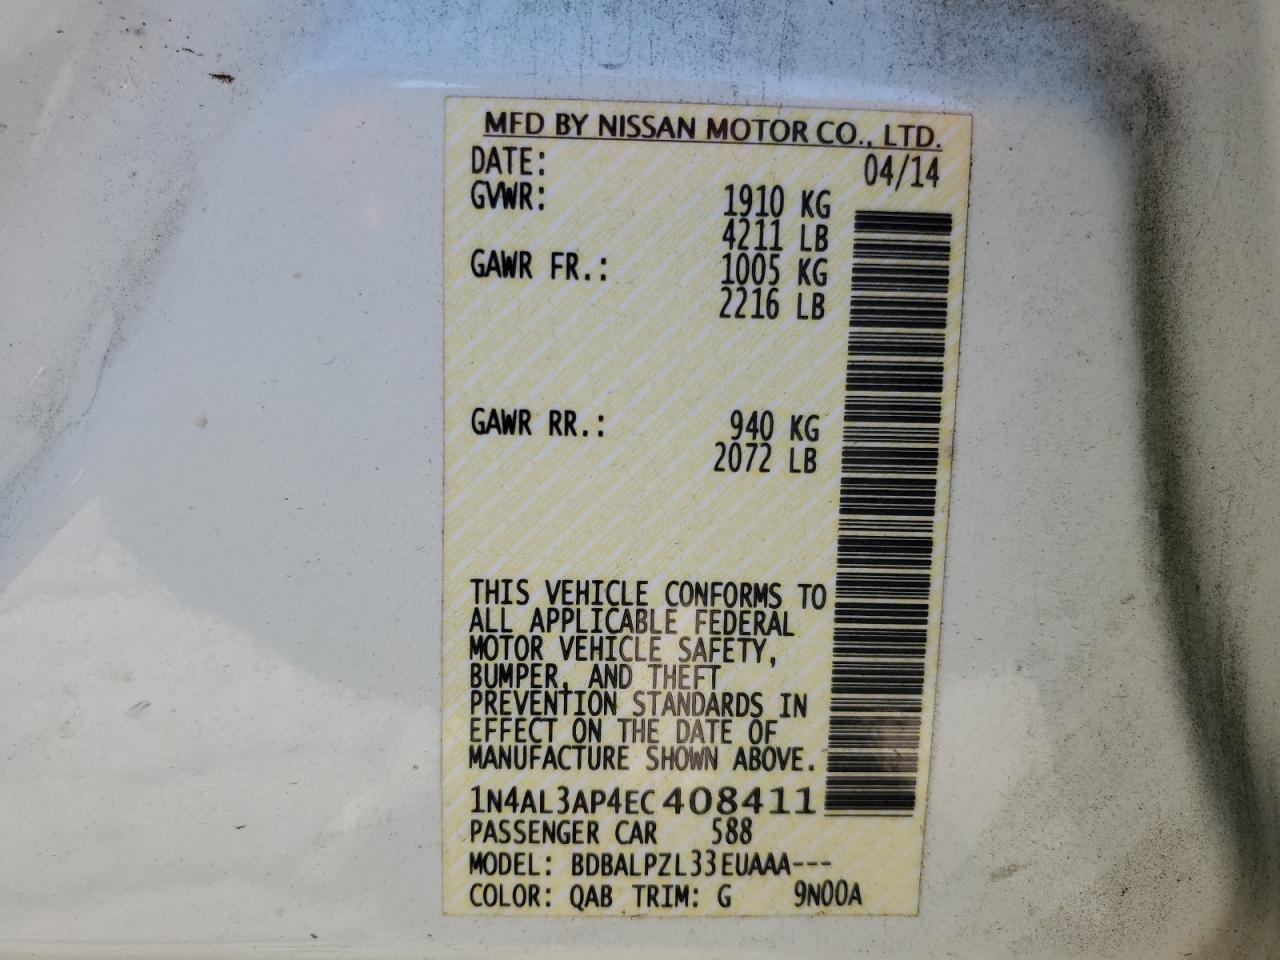 MFD BY NISSAN MOTOR CO., LTD.
DATE: 04/14
GVWR: 1910 KG
4211 LB
GAWR FR.: 1005 KG
2216 LB
GAWR RR.: 940 KG
2072 LB
THIS VEHICLE CONFORMS TO
ALL APPLICABLE FEDERAL
MOTOR VEHICLE SAFETY,
BUMPER, AND THEFT
PREVENTION STANDARDS IN
EFFECT ON THE DATE OF
MANUFACTURE SHOWN ABOVE.
1N4AL3AP4EC408411
PASSENGER CAR 588
MODEL: BDBALPZL33EUAAA---
COLOR: QAB TRIM: G 9N00A